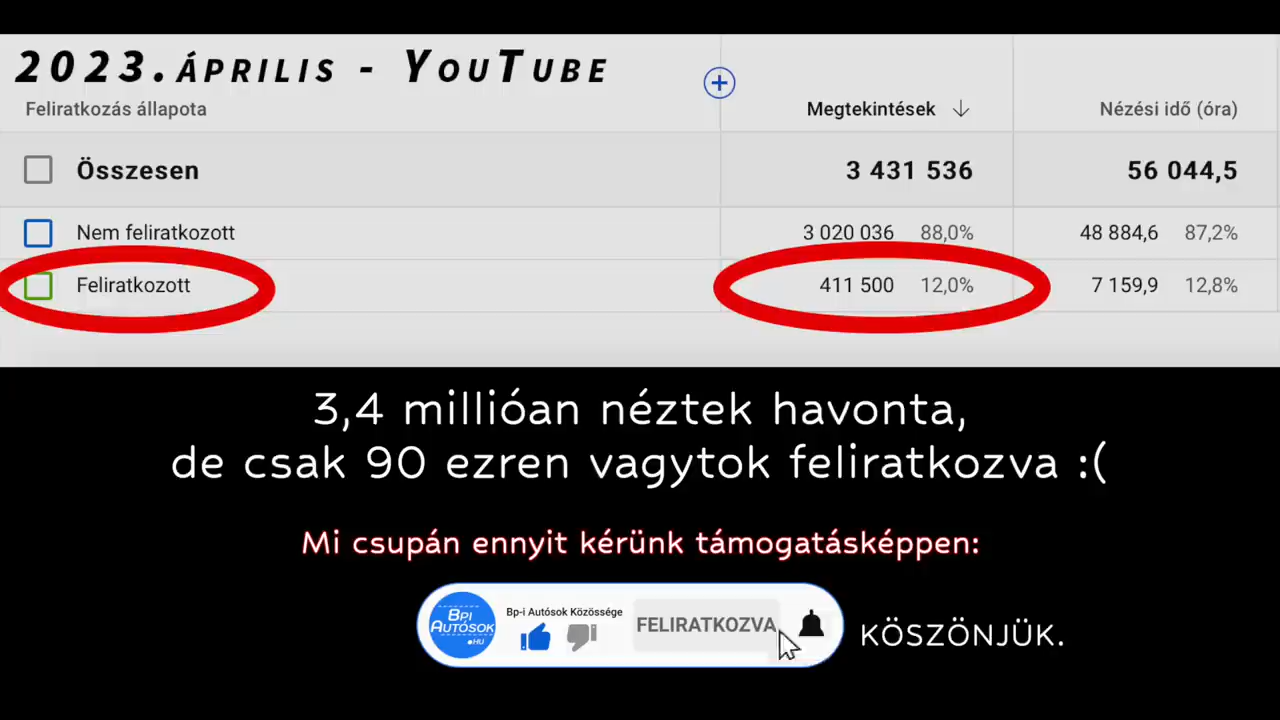 2023. ÁPRILIS - YOUTUBE
Feliratkozás állapota Megtekintések ↓ Nézési idő (óra)
Összesen 3 431 536 56 044,5
Nem feliratkozott 3 020 036 88,0% 48 884,6 87,2%
Feliratkozott 411 500 12,0% 7 159,9 12,8%
3,4 millióan néztek havonta,
de csak 90 ezren vagytok feliratkozva :(
Mi csupán ennyit kérünk támogatásképpen:
BPI
AUTÓSOK
.HU
Bp-i Autósok Közössége
FELIRATKOZVA
KÖSZÖNJÜK.